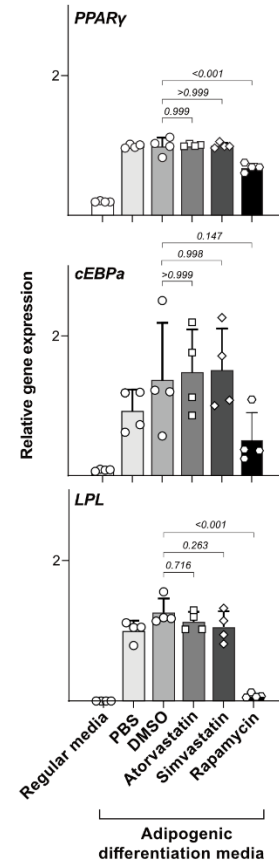 PPARγ
2
<0.001
>0.999
0.999
0.147
0.998
>0.999
cEBPa
2
Relative gene expression
LPL
2
<0.001
0.263
0.716
Regular media
PBS
DMSO
Atorvastatin
Simvastatin
Rapamycin
Adipogenic
differentiation media